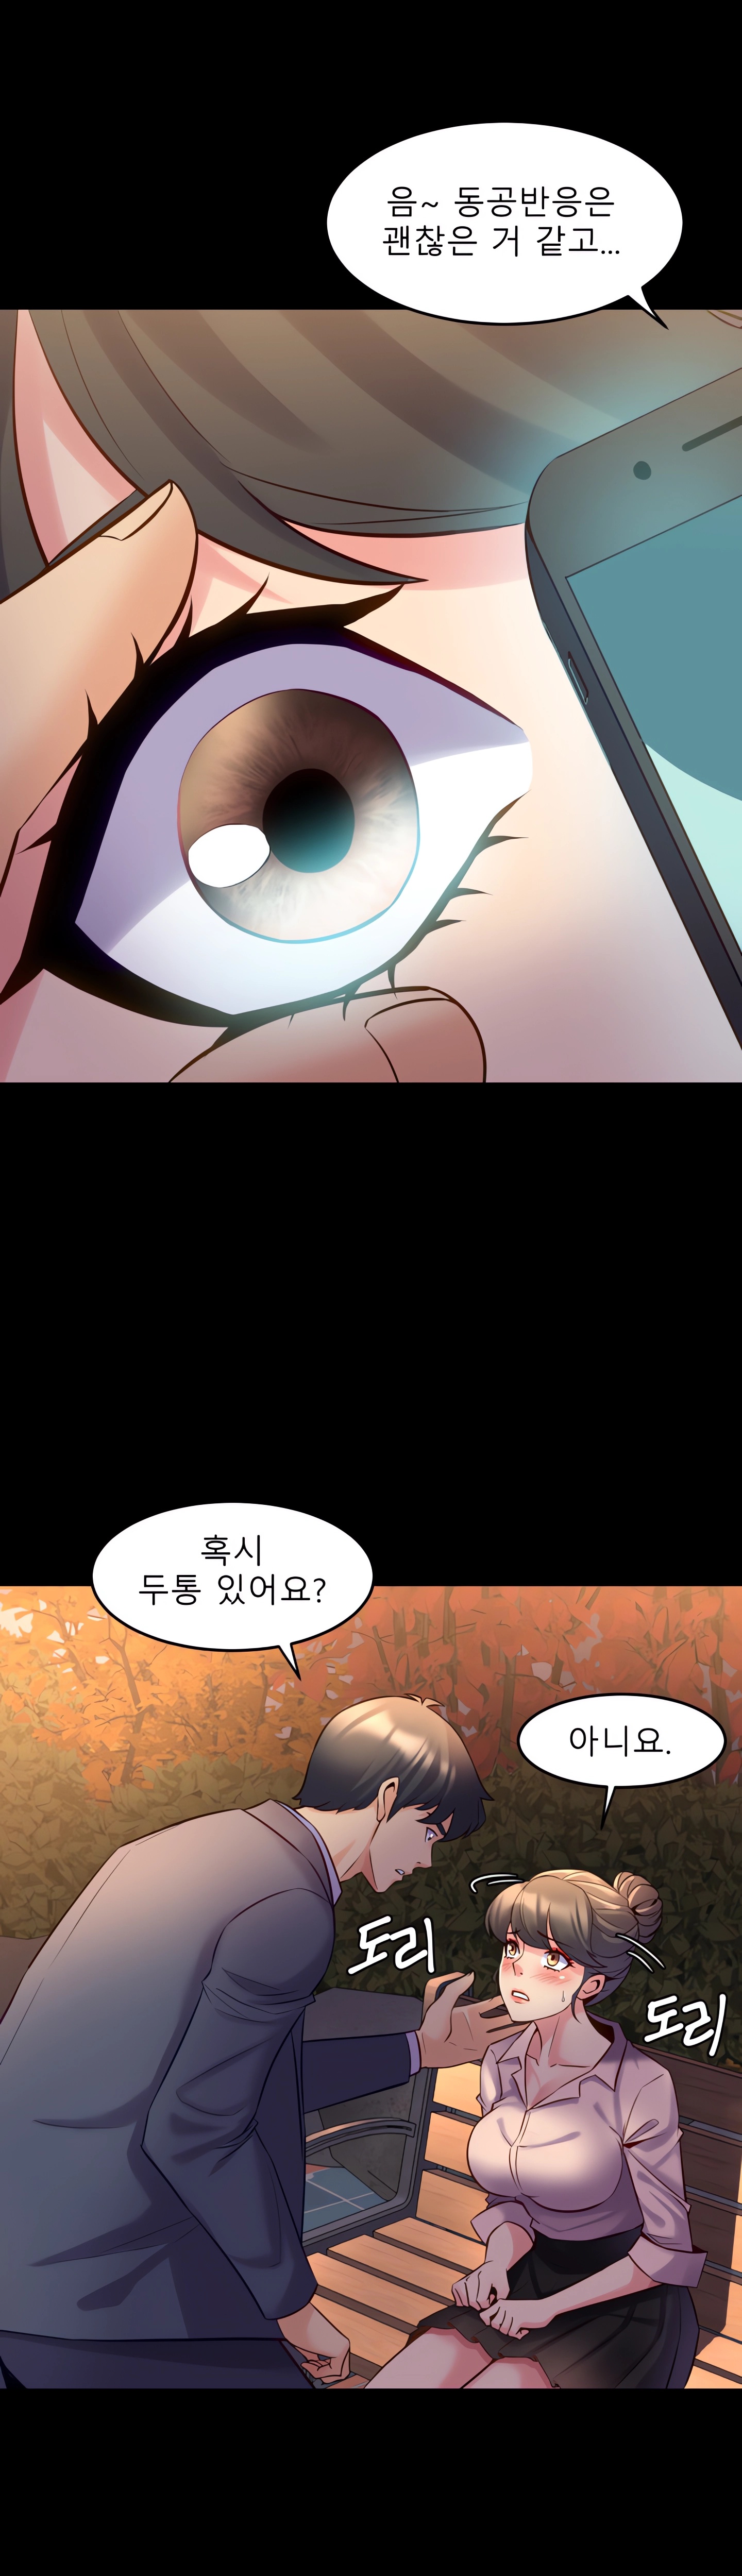 음~ 동공반응은
괜찮은 거 같고...
혹시
두통 있어요?
아니요.
도리
도리